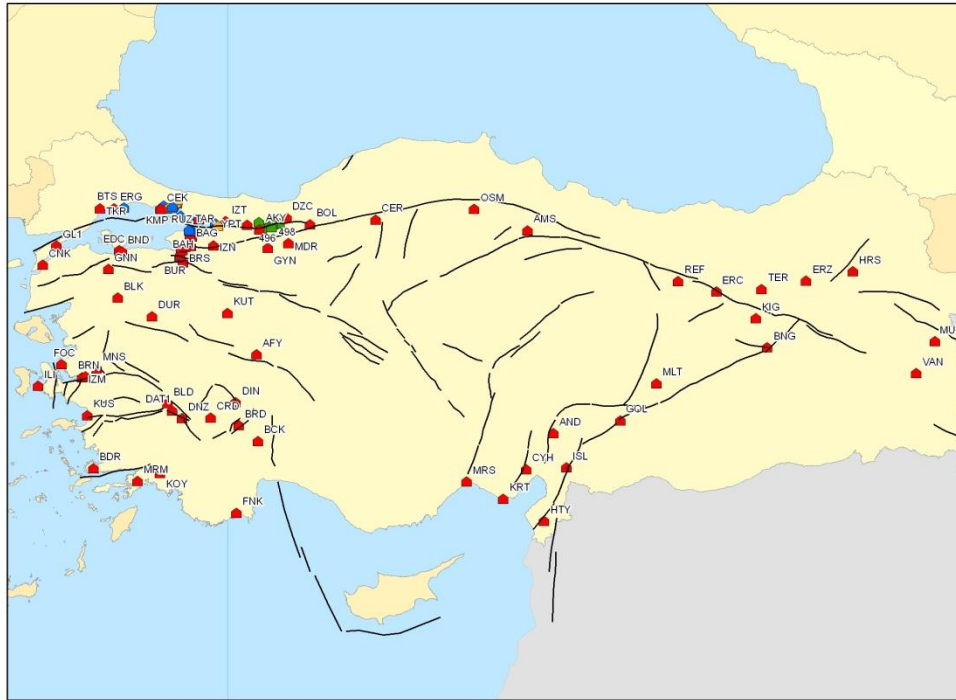 BTS ERG
CEK
TKR
KMP
RUZ
TAR
IZT
YPT
AKY
DZC
BOL
CER
OSM
AMS
GL1
EDC
BND
BAG
BAH
IZN
496
498
MDR
GYN
CNK
GNN
BRS
BUR
BLK
DUR
KUT
REF
ERC
TER
ERZ
HRS
KIG
BNG
MU
VAN
AFY
FOC
MNS
BRN
IZM
ILI
KUS
DAT1
BLD
DNZ
CRD
DIN
BRD
BCK
MLT
GOL
AND
CYH
ISL
BDR
MRM
KOY
FNK
MRS
KRT
HTY